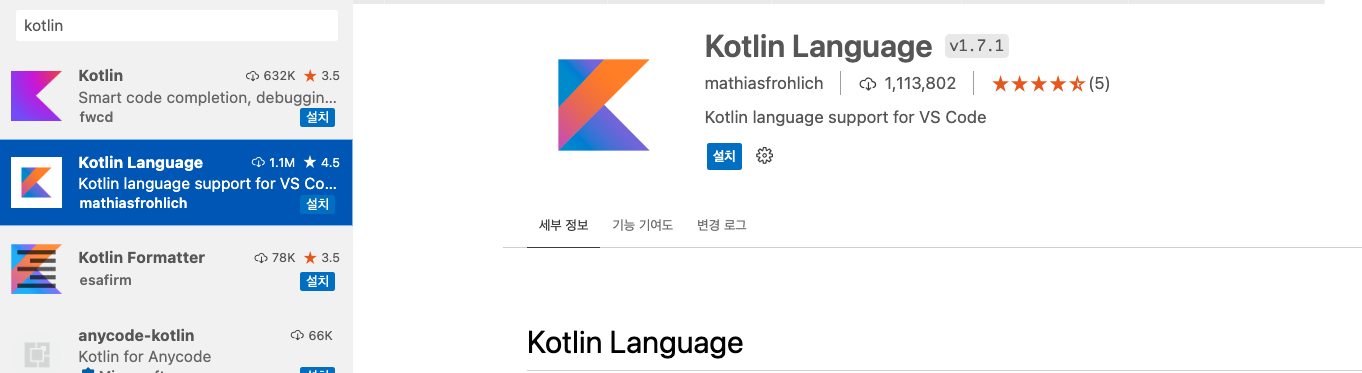 kotlin
Kotlin 632K 3.5
Smart code completion, debuggin...
fwcd 설치
Kotlin Language 1.1M 4.5
Kotlin language support for VS Co...
mathiasfrohlich 설치
Kotlin Formatter 78K 3.5
esafirm 설치
anycode-kotlin 66K
Kotlin for Anycode
Microsoft 설치
Kotlin Language v1.7.1
mathiasfrohlich 1,113,802 (5)
Kotlin language support for VS Code
설치
세부 정보 기능 기여도 변경 로그
Kotlin Language